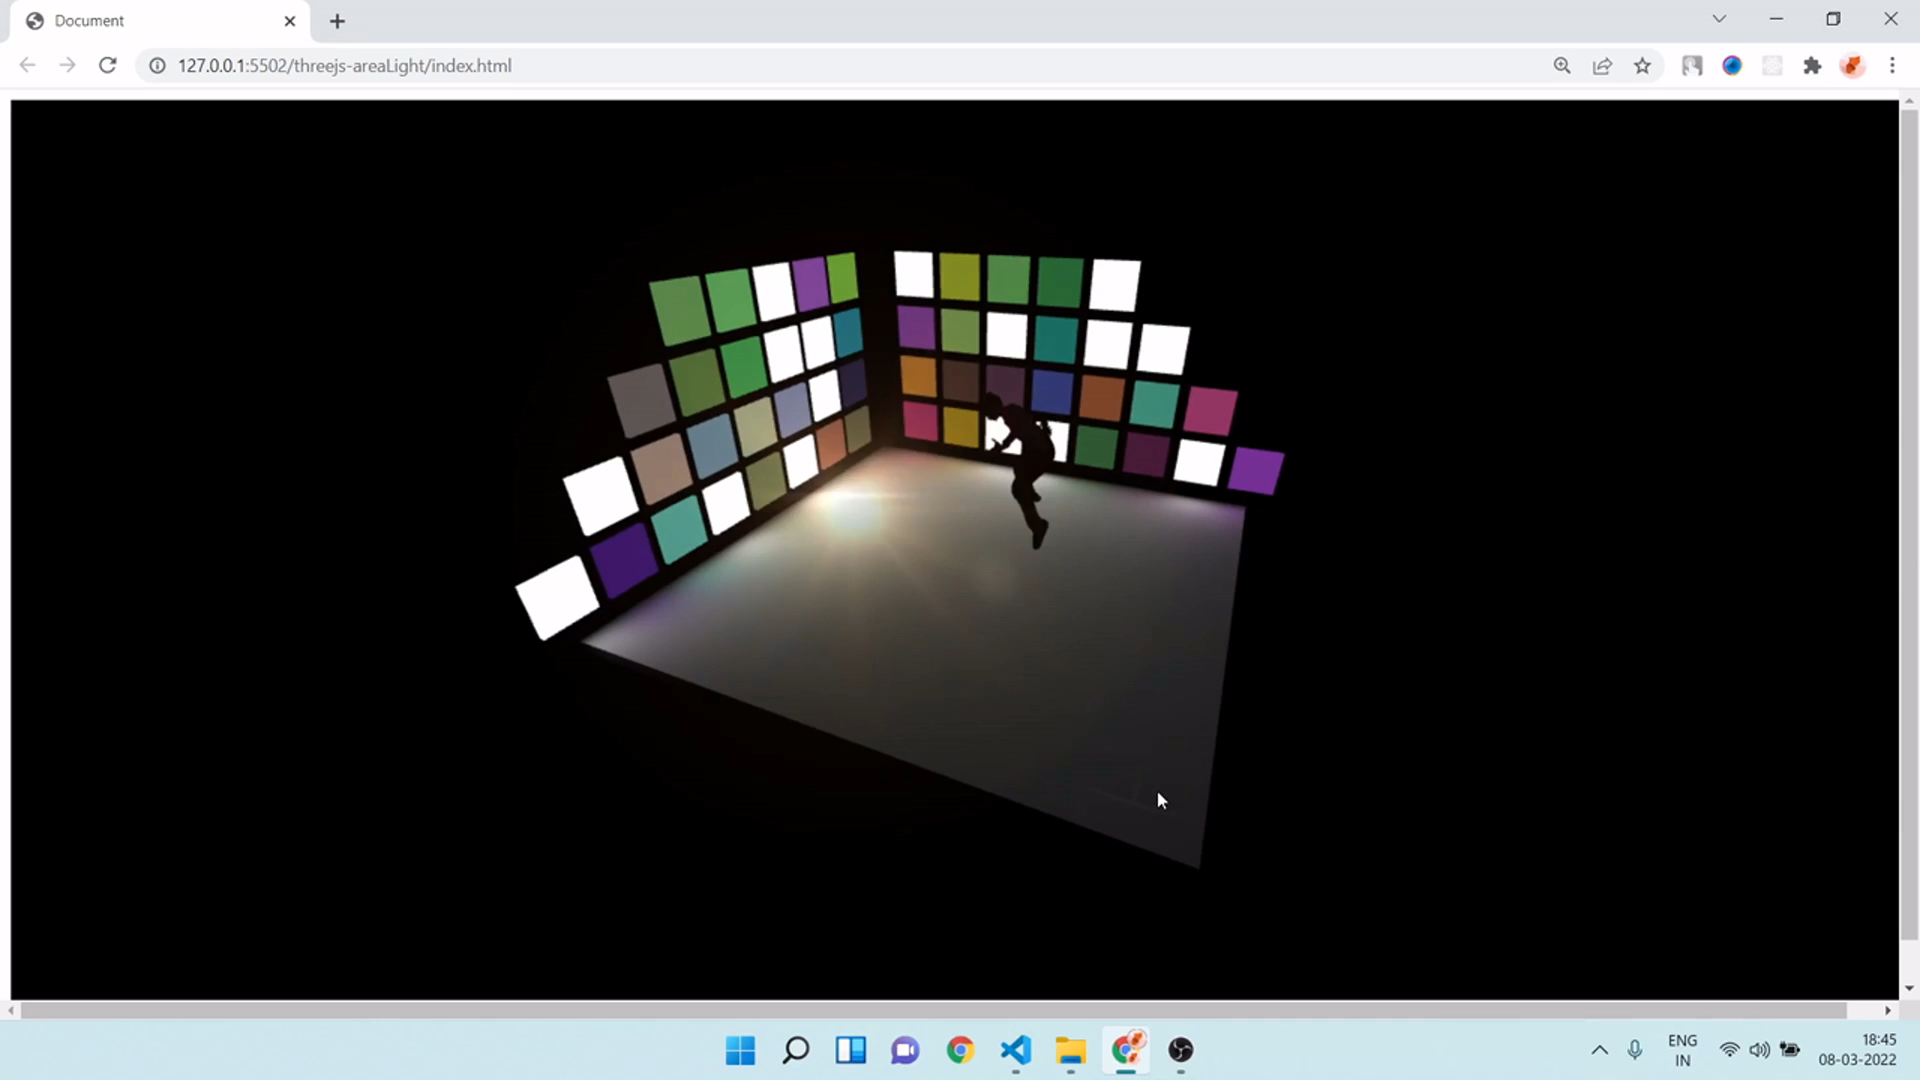 Document
127.0.0.1:5502/threejs-areaLight/index.html
ENG
IN
18:45
08-03-2022